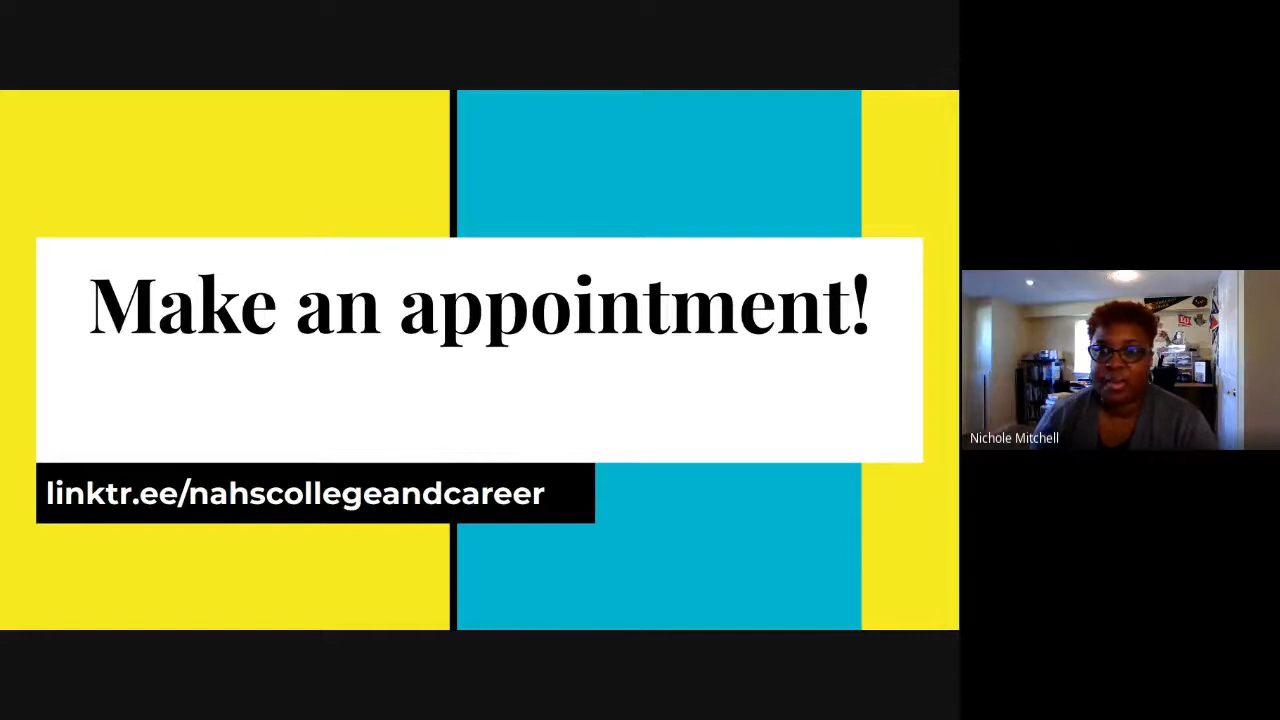 Make an appointment!
linktr.ee/nahscollegeandcareer
Nichole Mitchell